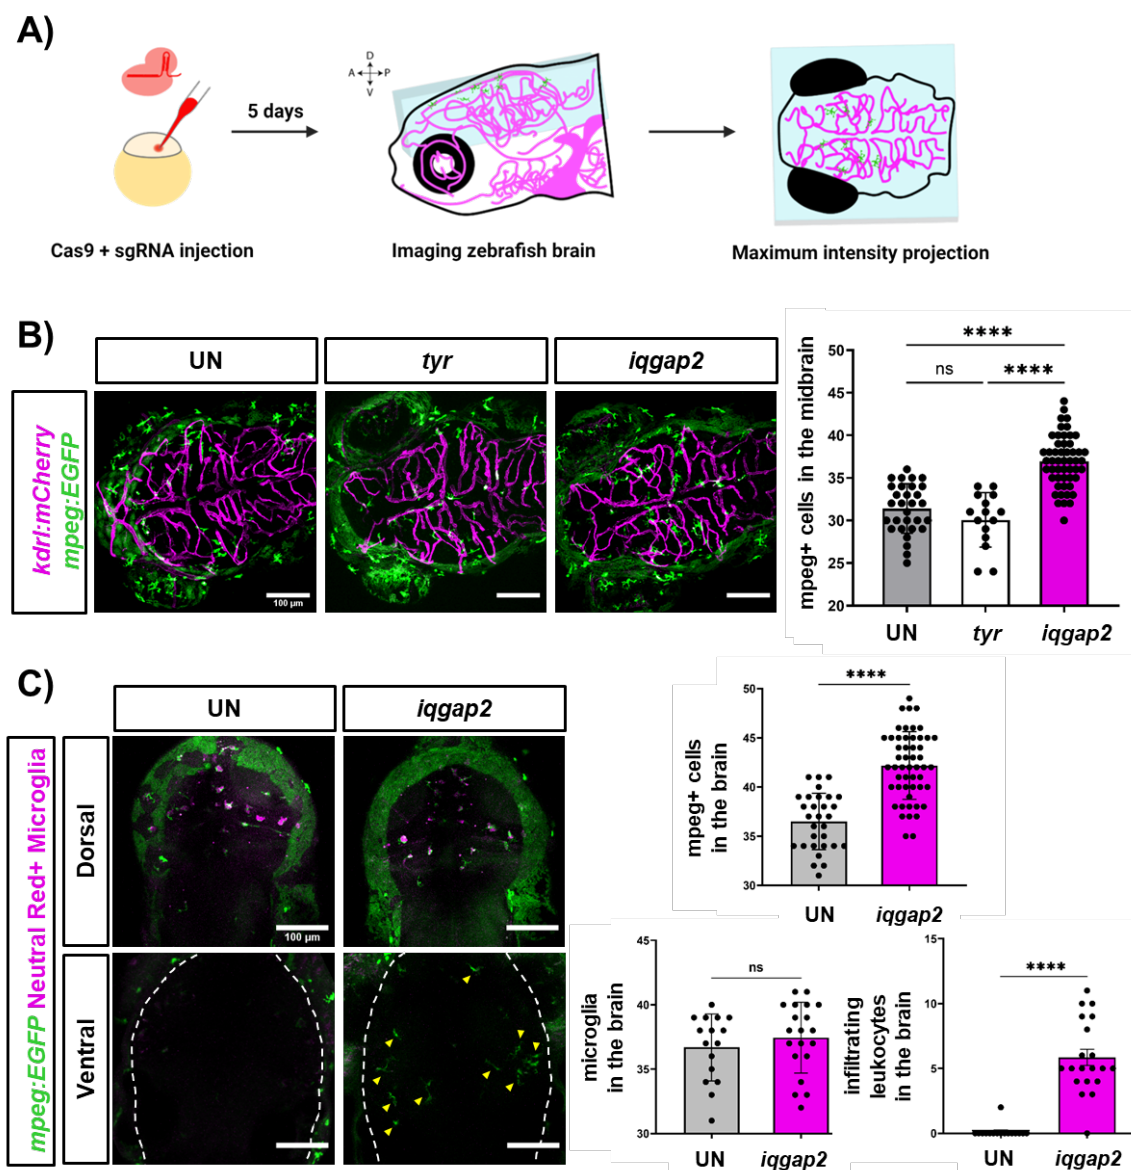 A)
D
A P
V
5 days
Cas9 + sgRNA injection
Imaging zebrafish brain
Maximum intensity projection
B)
UN
tyr
iqgap2
kdrl:mCherry
mpeg:EGFP
100 µm
mpeg+ cells in the midbrain
50
45
40
35
30
25
20
****
ns
****
UN
tyr
iqgap2
C)
UN
iqgap2
mpeg:EGFP Neutral Red+ Microglia
Dorsal
Ventral
100 µm
mpeg+ cells
in the brain
50
45
40
35
30
****
UN
iqgap2
microglia
in the brain
45
40
35
30
ns
UN
iqgap2
infiltrating
leukocytes
in the brain
15
10
5
0
****
UN
iqgap2